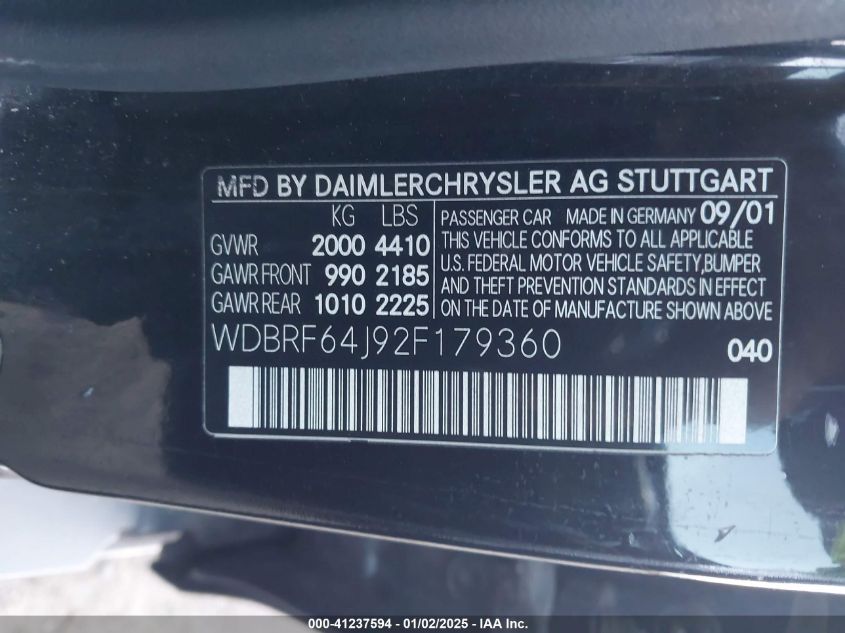 MFD BY DAIMLERCHRYSLER AG STUTTGART
KG LBS
GVWR 2000 4410
GAWR FRONT 990 2185
GAWR REAR 1010 2225
PASSENGER CAR MADE IN GERMANY 09/01
THIS VEHICLE CONFORMS TO ALL APPLICABLE
U.S. FEDERAL MOTOR VEHICLE SAFETY,BUMPER
AND THEFT PREVENTION STANDARDS IN EFFECT
ON THE DATE OF MANUFACTURE SHOWN ABOVE
WDBRF64J92F179360
040
000-41237594 - 01/02/2025 - © IAA Inc.